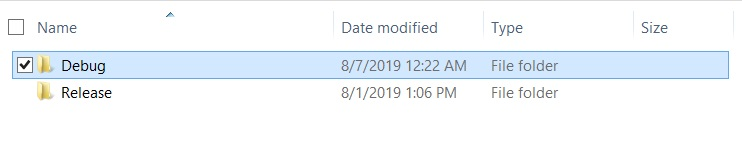 Name Date modified Type Size
Debug 8/7/2019 12:22 AM File folder
Release 8/1/2019 1:06 PM File folder